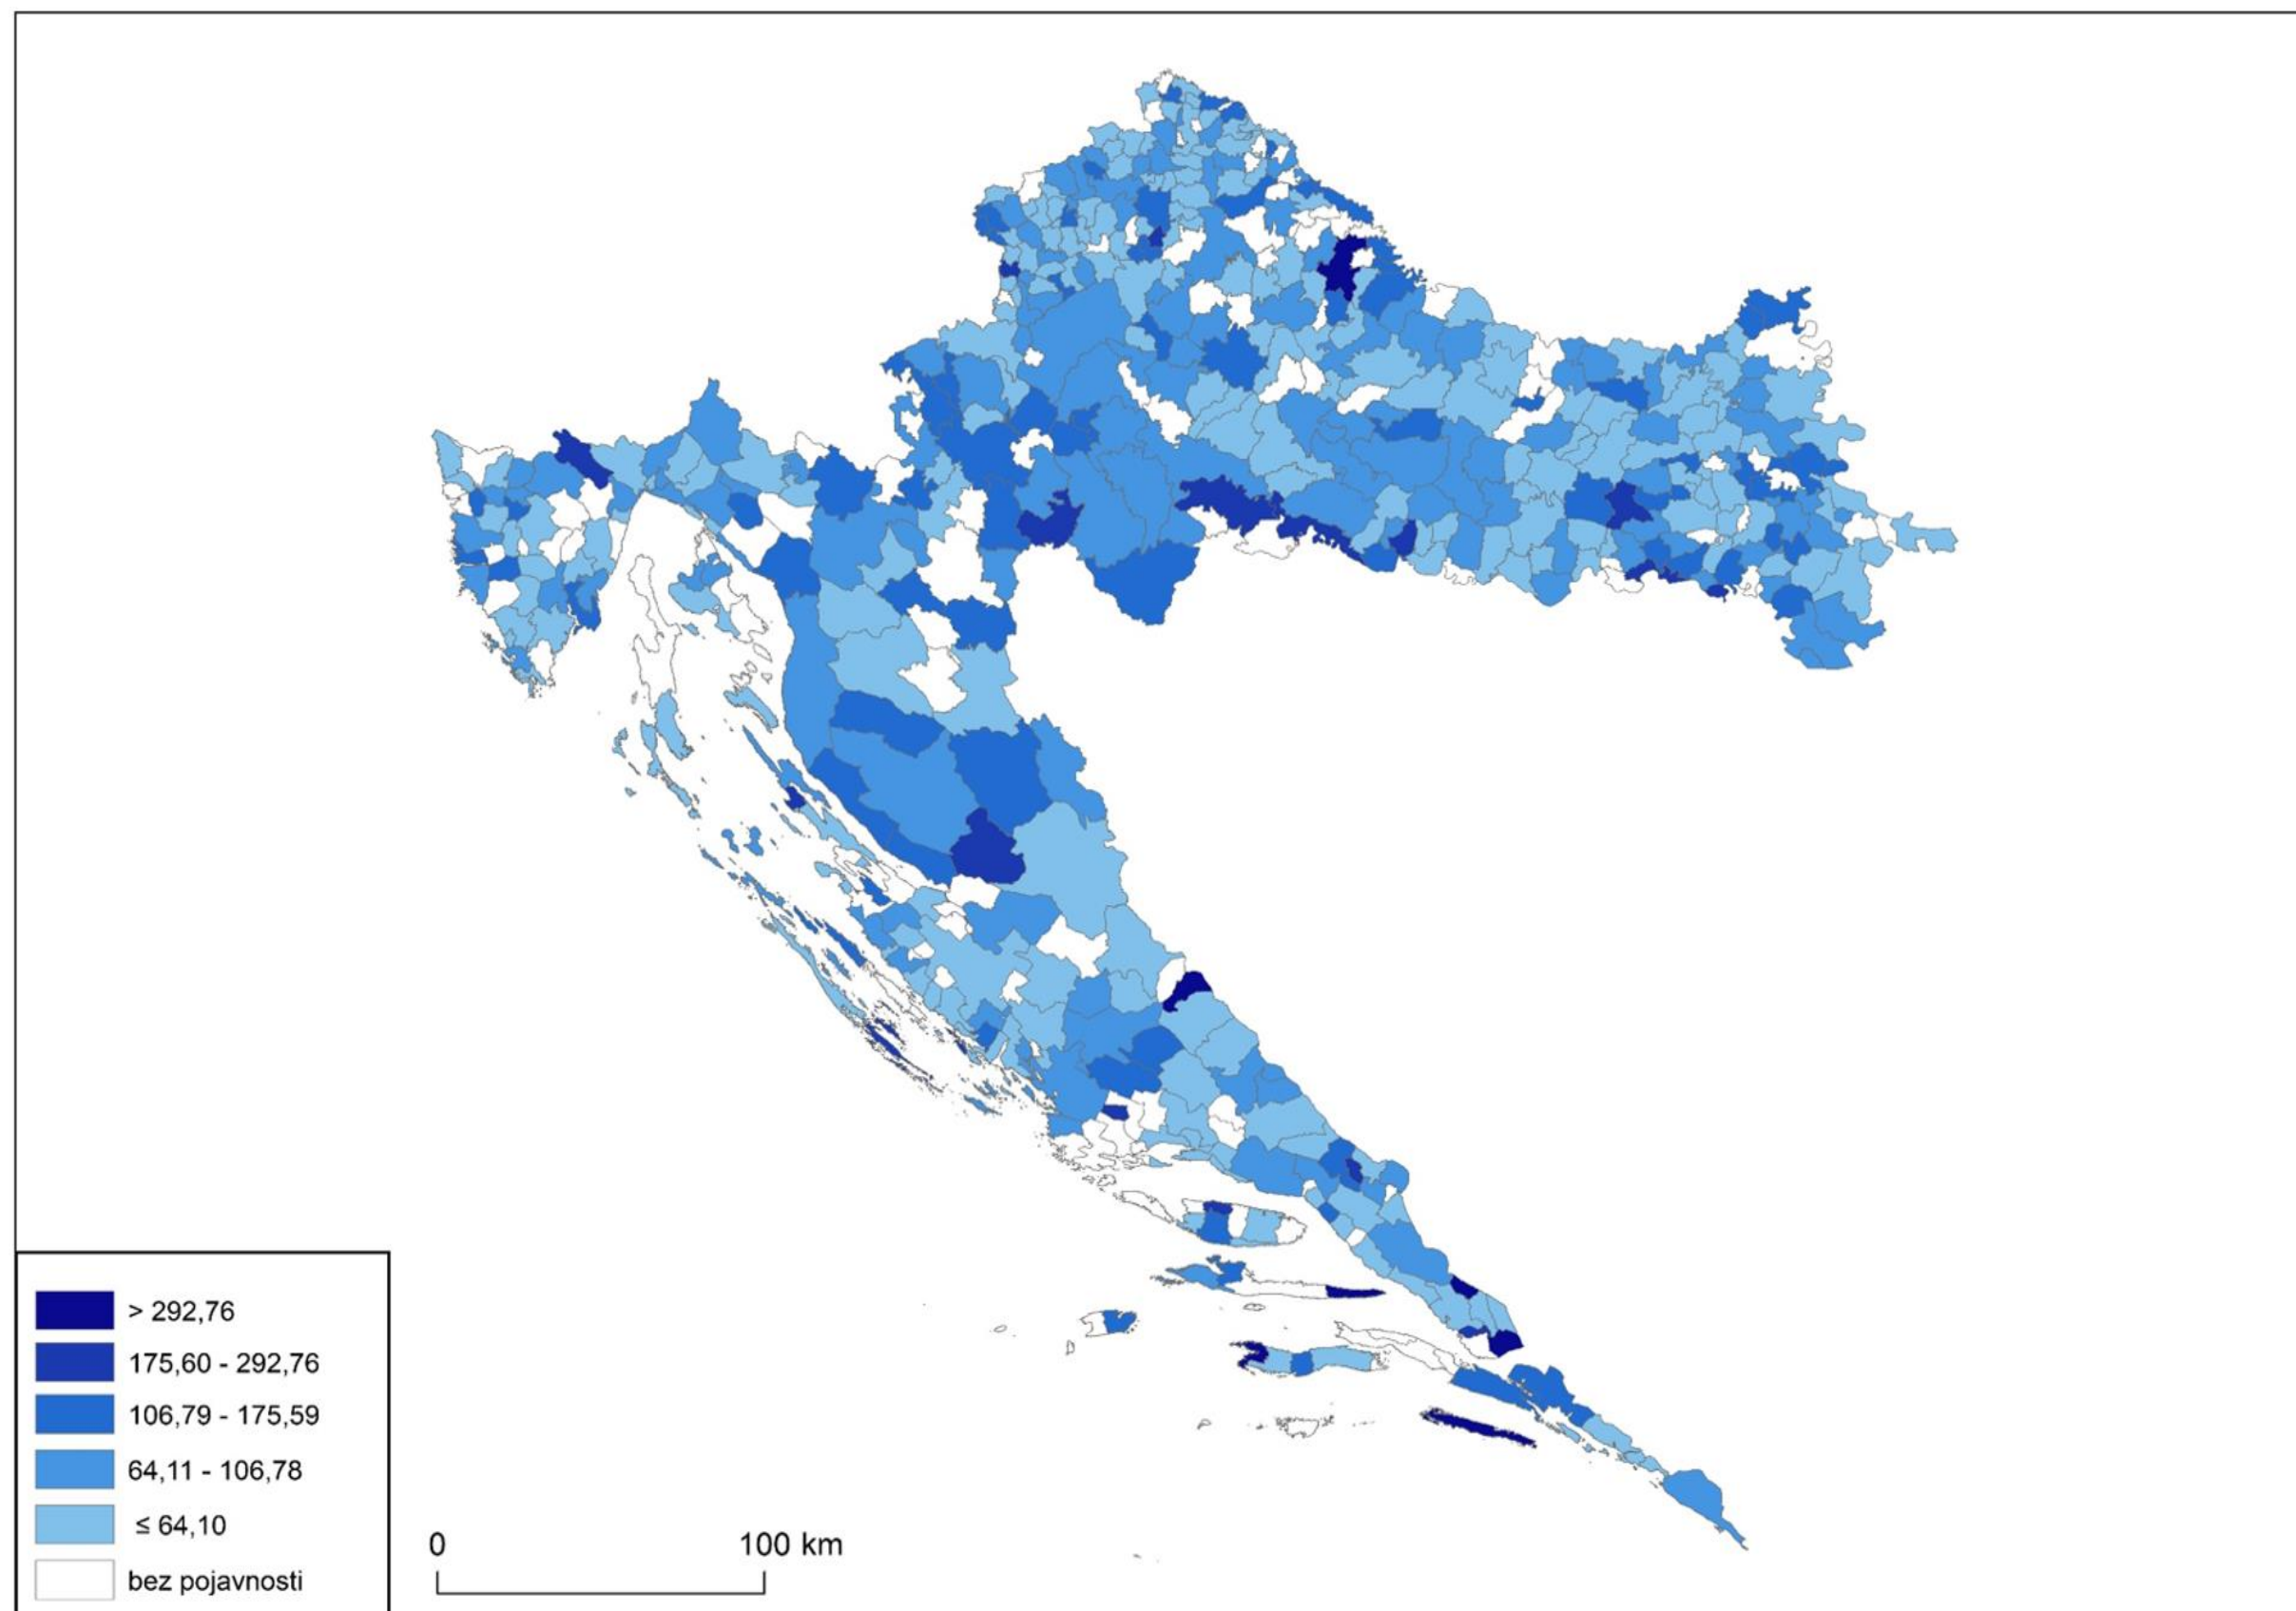 > 292,76
175,60 - 292,76
106,79 - 175,59
64,11 - 106,78
≤ 64,10
bez pojavnosti
0 100 km